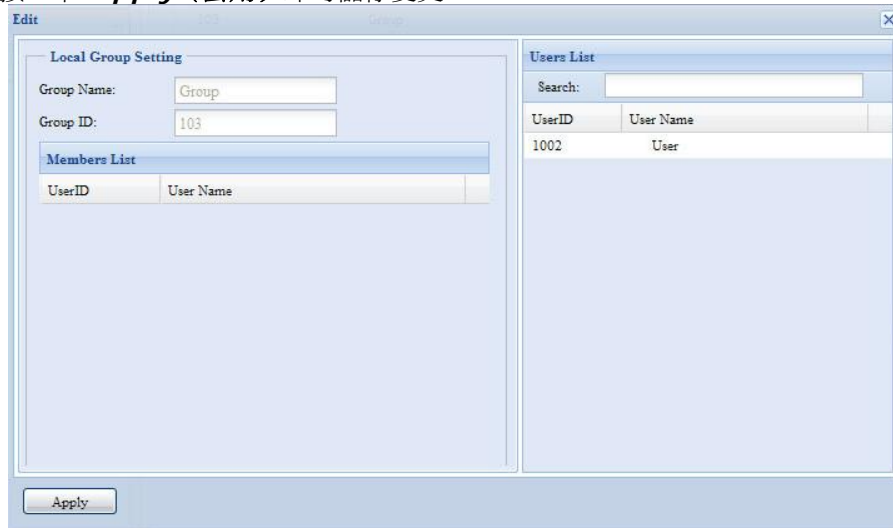 Edit
Local Group Setting
Group Name:
Group
Group ID:
103
Members List
UserID User Name
Users List
Search:
UserID User Name
1002 User
Apply